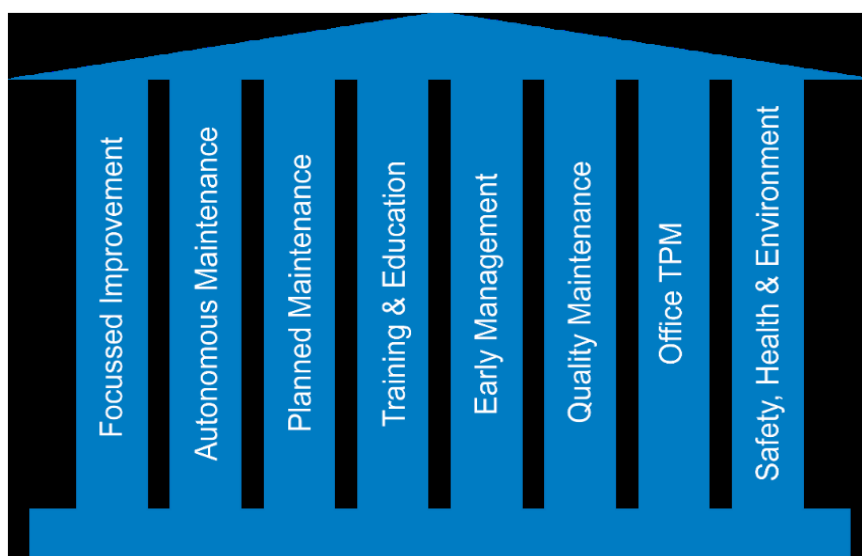 Focussed Improvement
Autonomous Maintenance
Planned Maintenance
Training & Education
Early Management
Quality Maintenance
Office TPM
Safety, Health & Environment